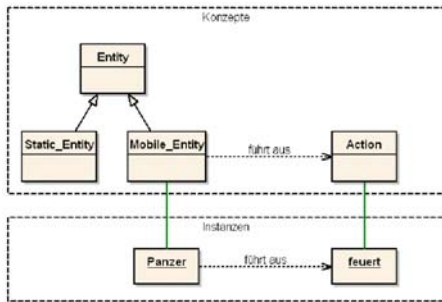 Konzepte
Entity
Static_Entity
Mobile_Entity
führt aus
Action
Instanzen
Panzer
führt aus
feuert